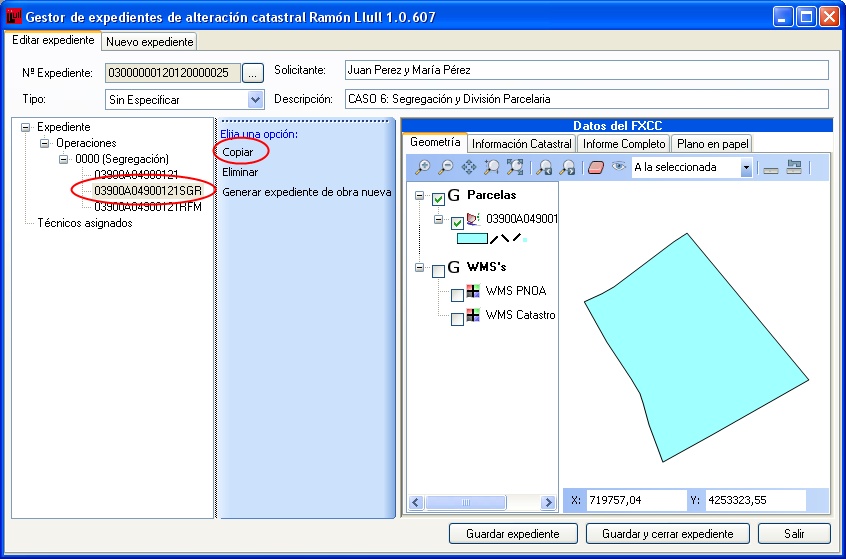 Gestor de expedientes de alteración catastral Ramón Llull 1.0.607
Editar expediente
Nuevo expediente
Nº Expediente:
03000000120120000025
...
Solicitante:
Juan Perez y María Pérez
Tipo:
Sin Especificar
Descripción:
CASO 6: Segregación y División Parcelaria
Expediente
Operaciones
0000 (Segregación)
03900A04900121
03900A04900121SGR
03900A04900121RFM
Técnicos asignados
Elija una opción:
Copiar
Eliminar
Generar expediente de obra nueva
Datos del FXCC
Geometría
Información Catastral
Informe Completo
Plano en papel
A la seleccionada
G Parcelas
03900A049001
G WMS's
WMS PNOA
WMS Catastro
X: 719757,04
Y: 4253323,55
Guardar expediente
Guardar y cerrar expediente
Salir